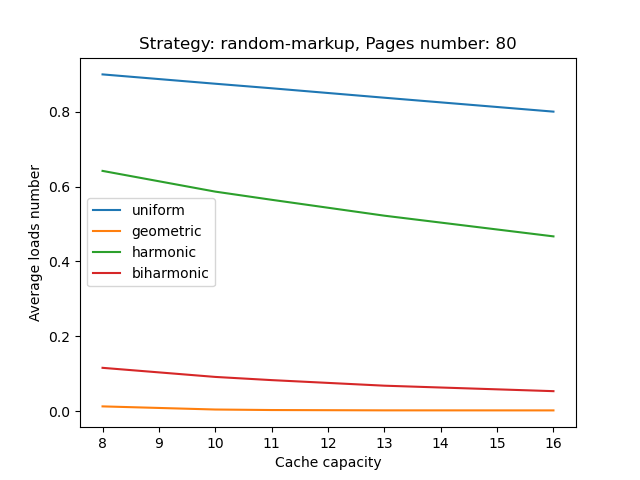 Strategy: random-markup, Pages number: 80
Average loads number
0.8
0.6
0.4
0.2
0.0
uniform
geometric
harmonic
biharmonic
8 9 10 11 12 13 14 15 16
Cache capacity